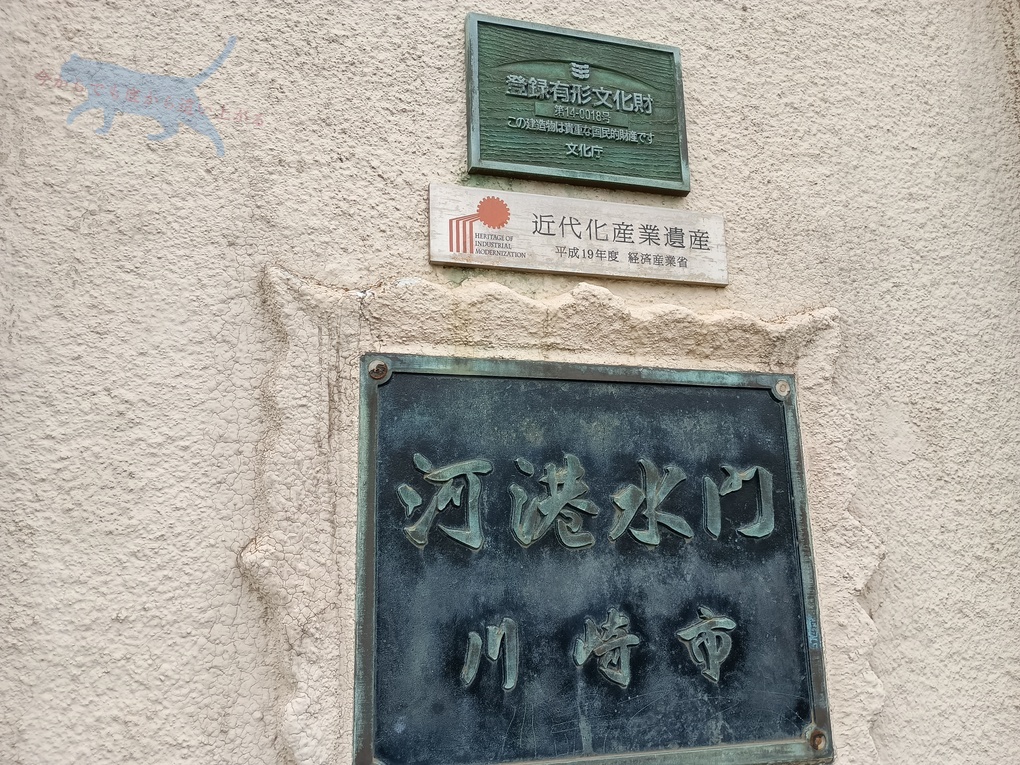 登録有形文化財
第14-0018号
この建造物は貴重な国民的財産です
文化庁
HERITAGE OF
INDUSTRIAL
MODERNIZATION
近代化産業遺産
平成19年度 経済産業省
河港水門
川崎市